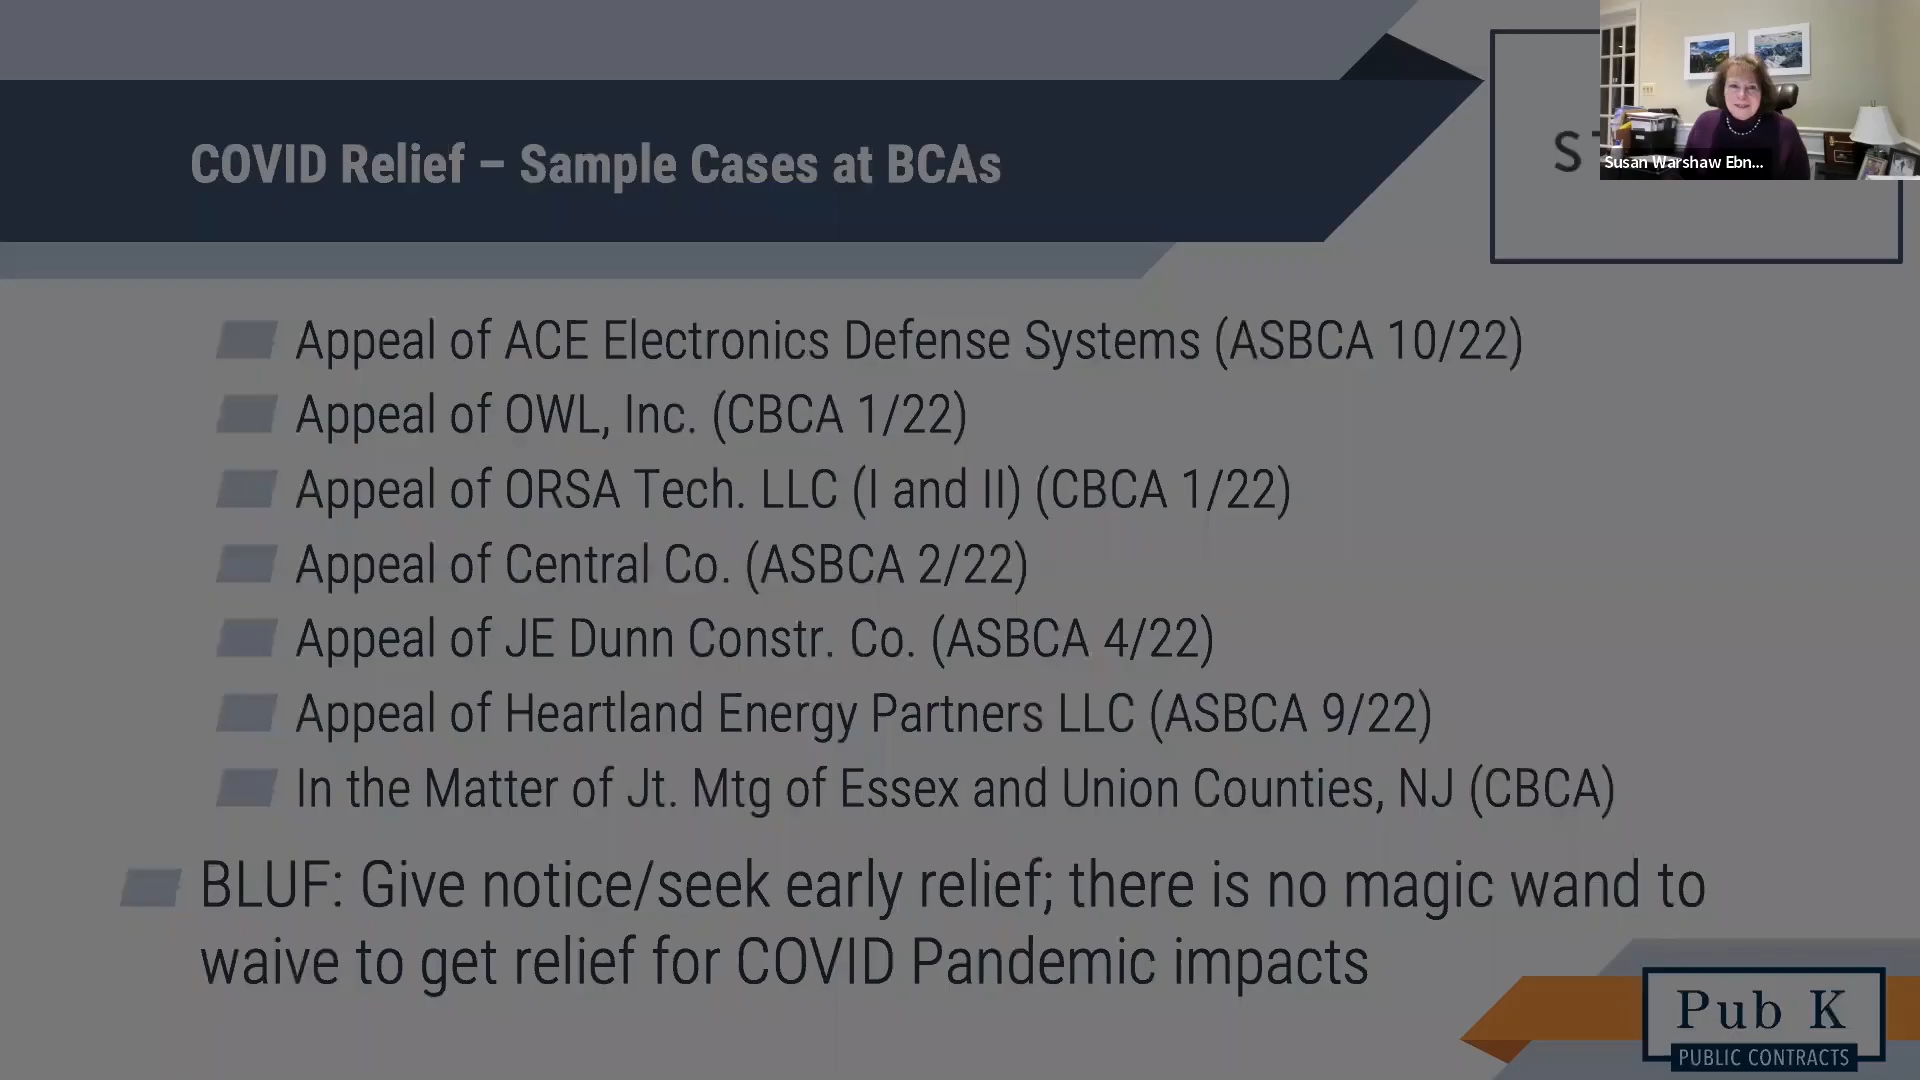 COVID Relief – Sample Cases at BCAs
Susan Warshaw Ebn...
Appeal of ACE Electronics Defense Systems (ASBCA 10/22)
Appeal of OWL, Inc. (CBCA 1/22)
Appeal of ORSA Tech. LLC (I and II) (CBCA 1/22)
Appeal of Central Co. (ASBCA 2/22)
Appeal of JE Dunn Constr. Co. (ASBCA 4/22)
Appeal of Heartland Energy Partners LLC (ASBCA 9/22)
In the Matter of Jt. Mtg of Essex and Union Counties, NJ (CBCA)
BLUF: Give notice/seek early relief; there is no magic wand to
waive to get relief for COVID Pandemic impacts
Pub K
PUBLIC CONTRACTS